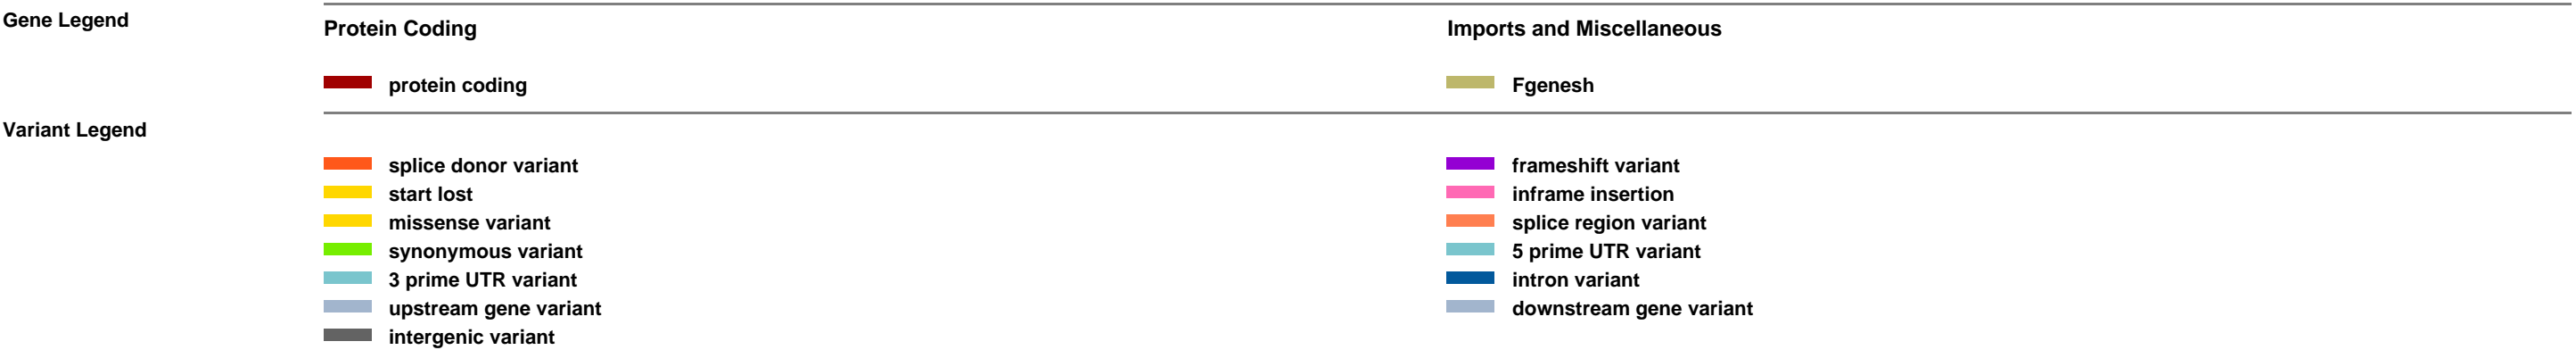 Gene Legend
Protein Coding
Imports and Miscellaneous
protein coding
Fgenesh
Variant Legend
splice donor variant
frameshift variant
start lost
inframe insertion
missense variant
splice region variant
synonymous variant
5 prime UTR variant
3 prime UTR variant
intron variant
upstream gene variant
downstream gene variant
intergenic variant